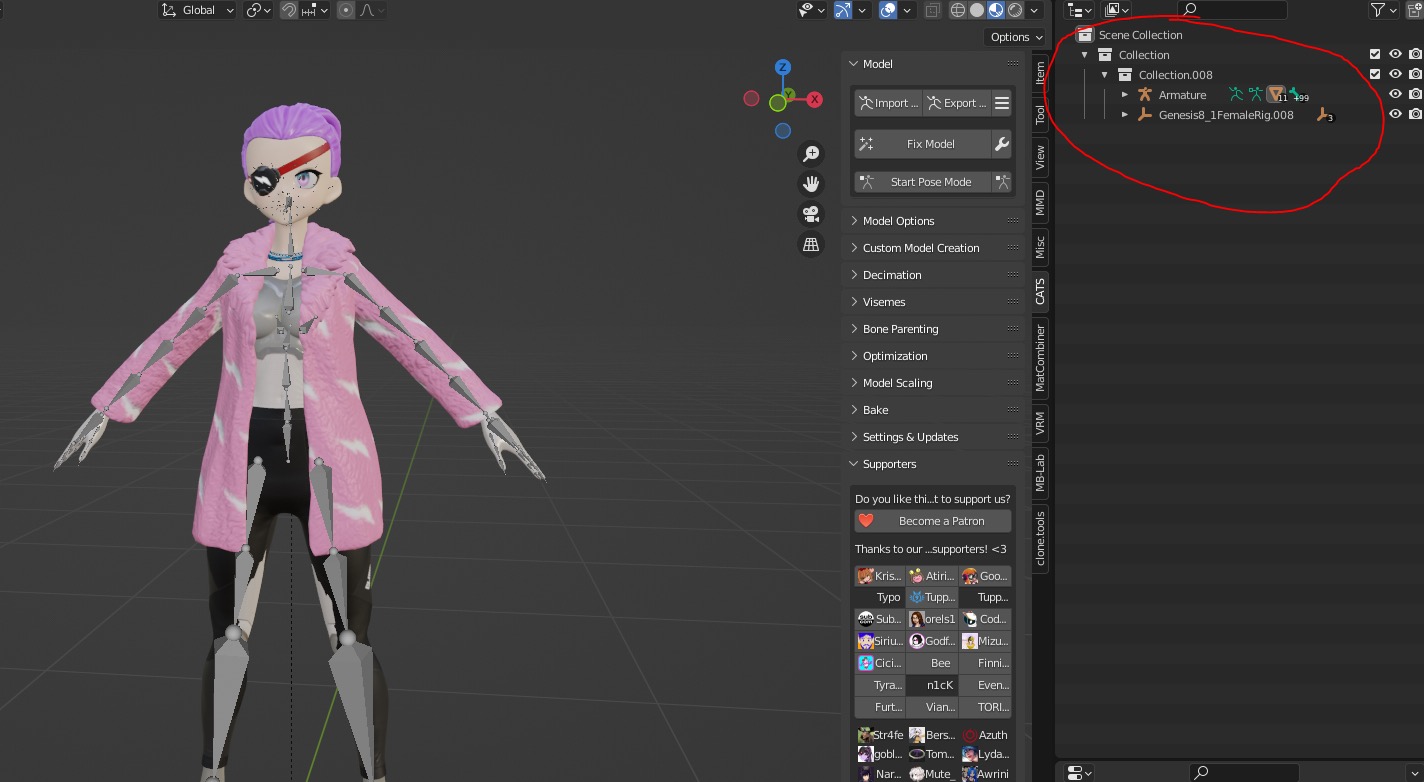 Global
Options
Scene Collection
Collection
Collection.008
Armature
11
+99
Genesis8_1FemaleRig.008
3
Z
Y
X
Item
Tool
View
MMD
Misc
CATS
MatCombiner
VRM
MB-Lab
clone.tools
Model
Import ...
Export ...
Fix Model
Start Pose Mode
Model Options
Custom Model Creation
Decimation
Visemes
Bone Parenting
Optimization
Model Scaling
Bake
Settings & Updates
Supporters
Do you like thi...t to support us?
Become a Patron
Thanks to our ...supporters! <3
Kris... Atiri... Goo...
Typo Tupp... Tupp...
Sub... orels1 Cod...
Siriu... Godf... Mizu...
Cici... Bee Finni...
Tyra... n1cK Even...
Furt... Vian... TORI...
Str4fe Bers... Azuth
gobl... Tom... Lyda...
Nar... Mute_ Awrini